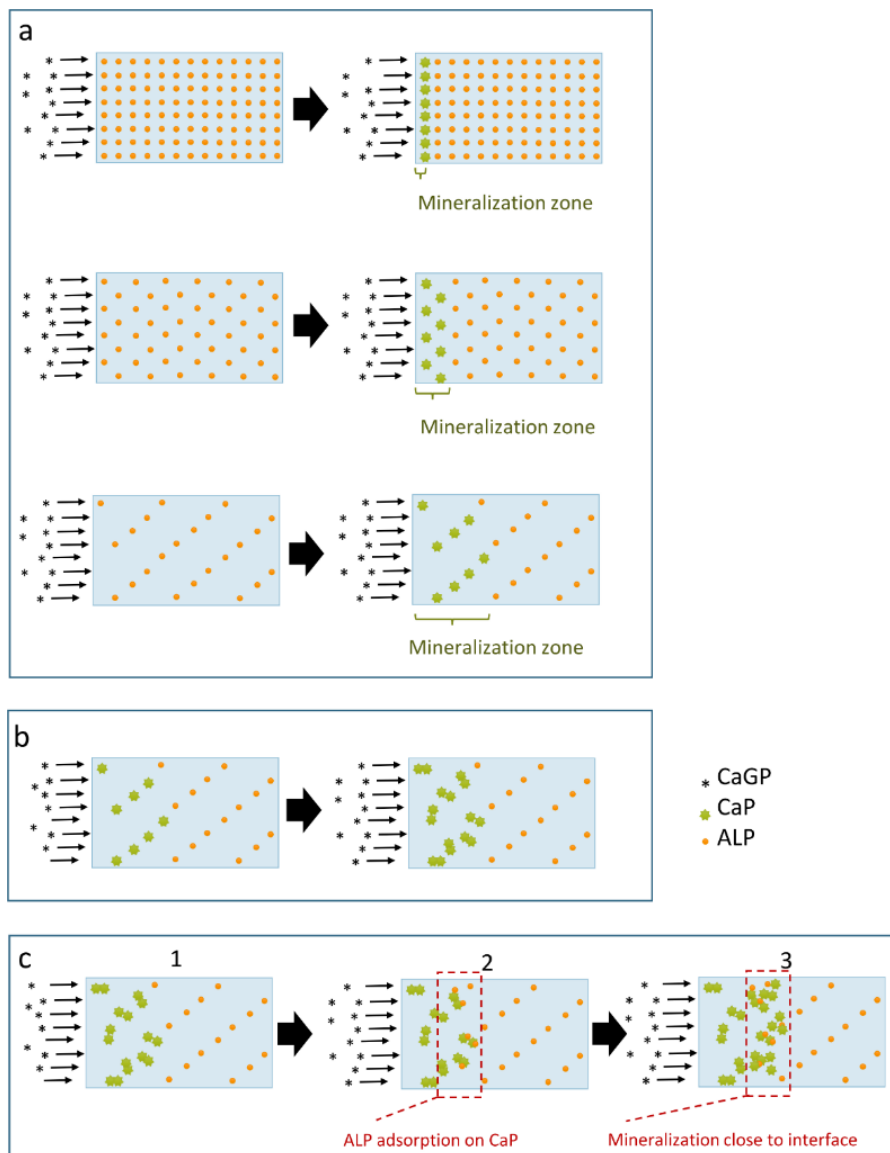 a
Mineralization zone
Mineralization zone
Mineralization zone
b
* CaGP
CaP
ALP
c
1
2
3
ALP adsorption on CaP
Mineralization close to interface